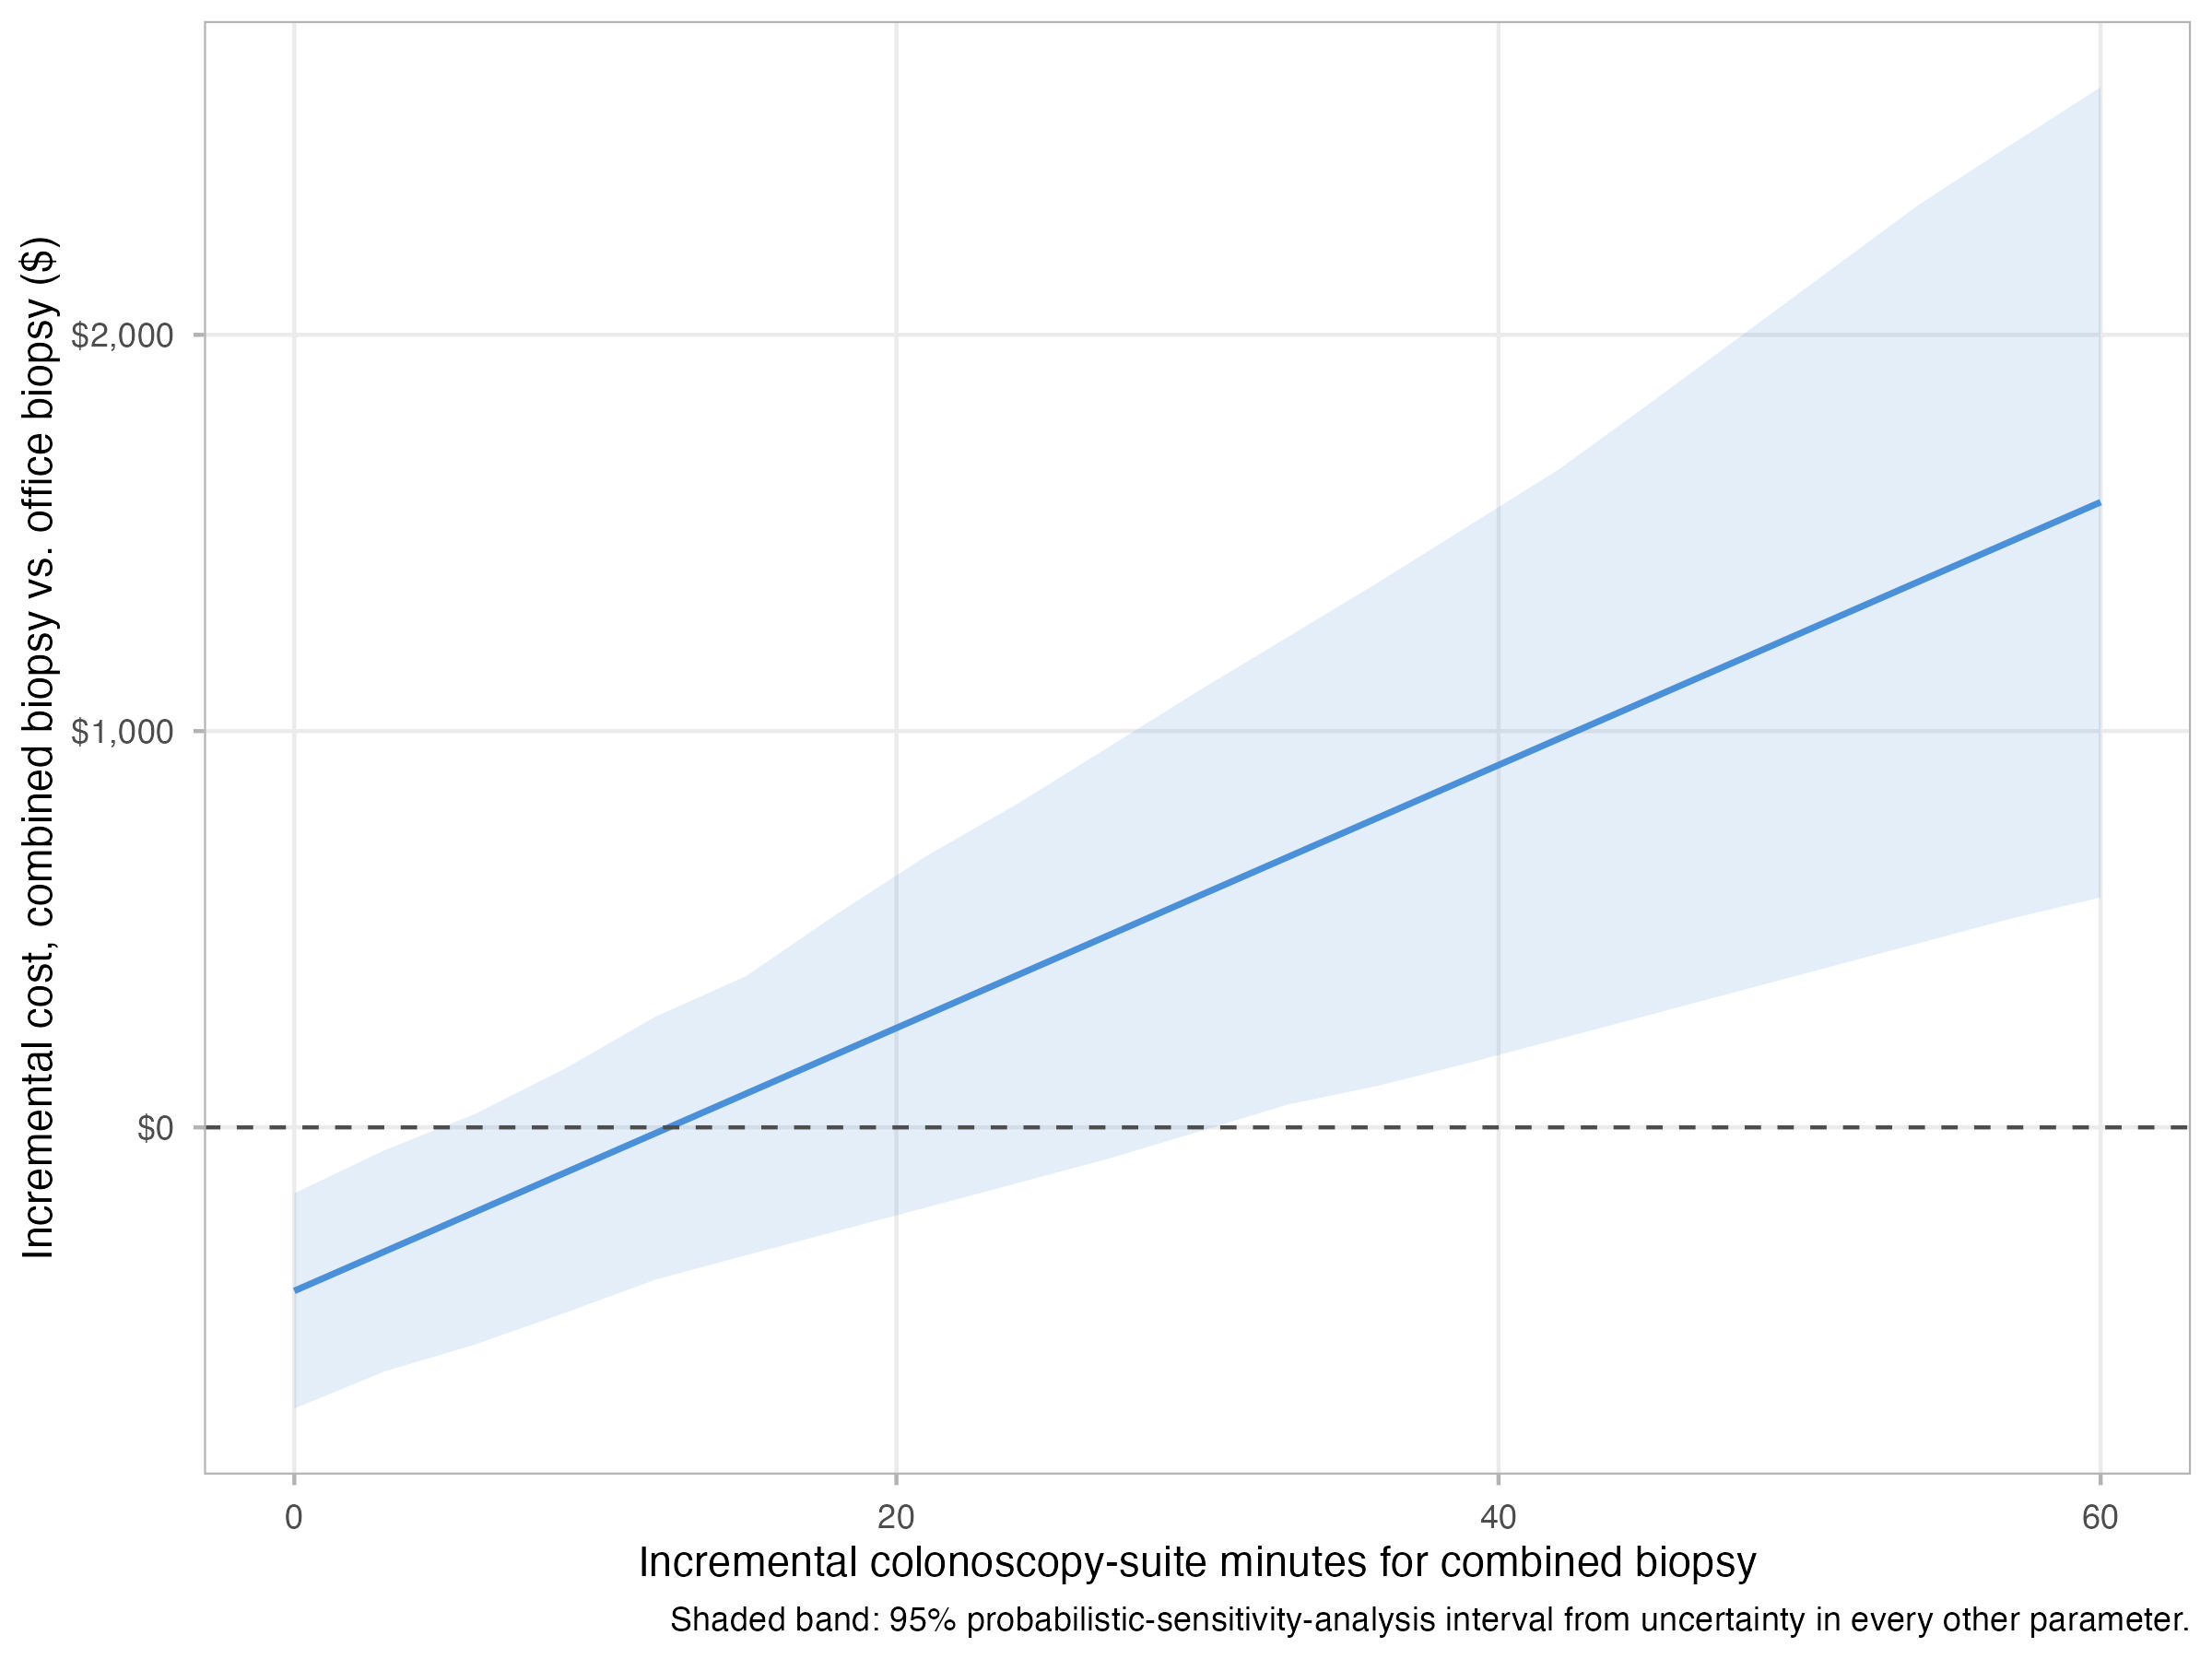 Incremental cost, combined biopsy vs. office biopsy ($)
$2,000
$1,000
$0
0 20 40 60
Incremental colonoscopy-suite minutes for combined biopsy
Shaded band: 95% probabilistic-sensitivity-analysis interval from uncertainty in every other parameter.